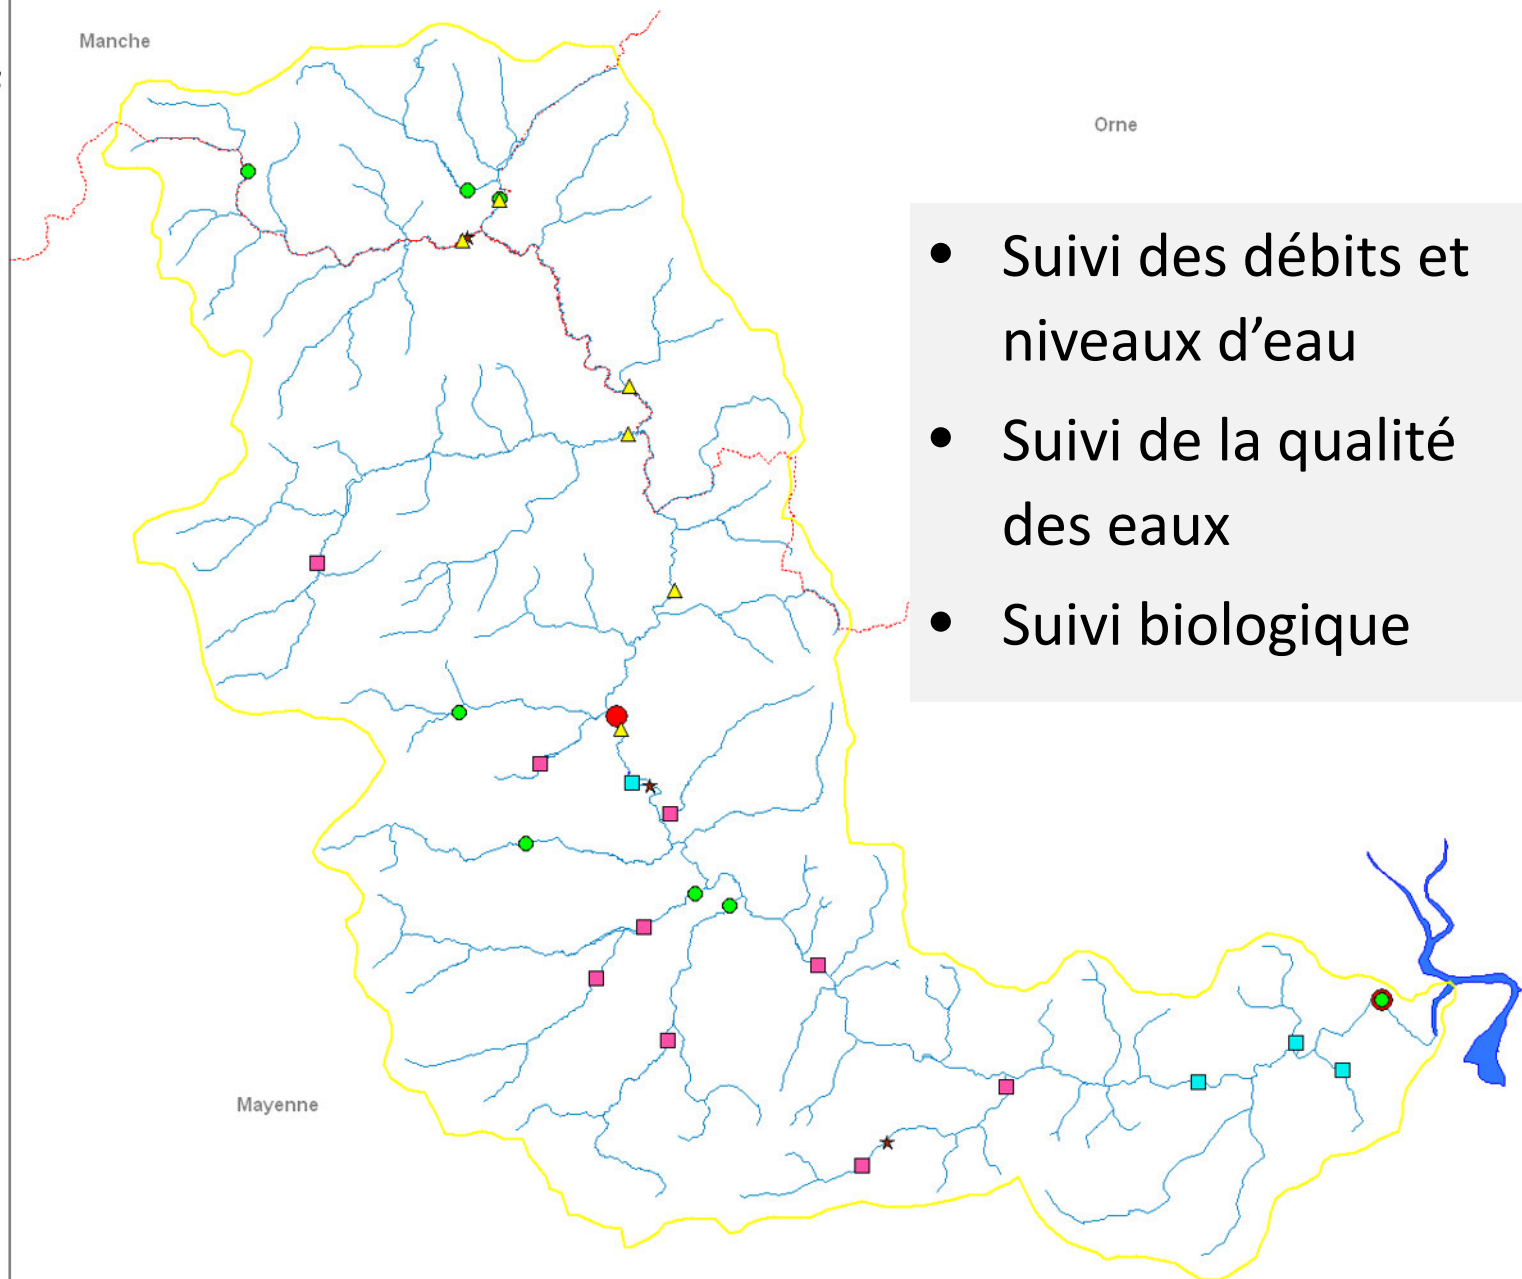 Manche
Orne
• Suivi des débits et
niveaux d’eau
• Suivi de la qualité
des eaux
• Suivi biologique
Mayenne